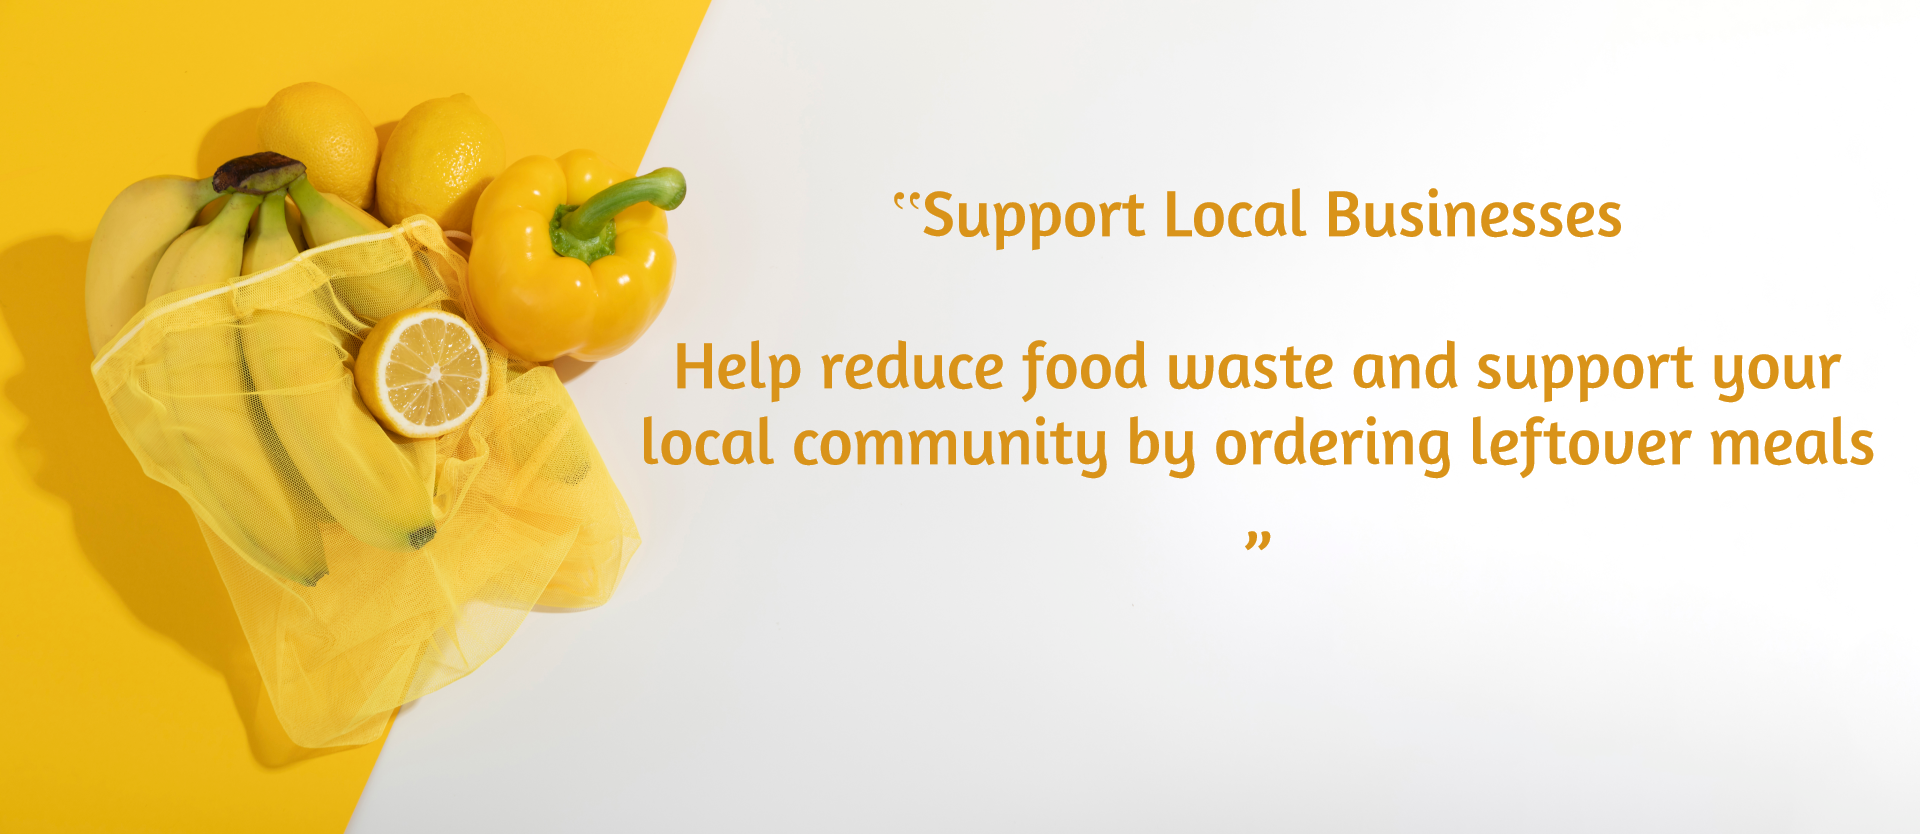 “Support Local Businesses
Help reduce food waste and support your
local community by ordering leftover meals
”